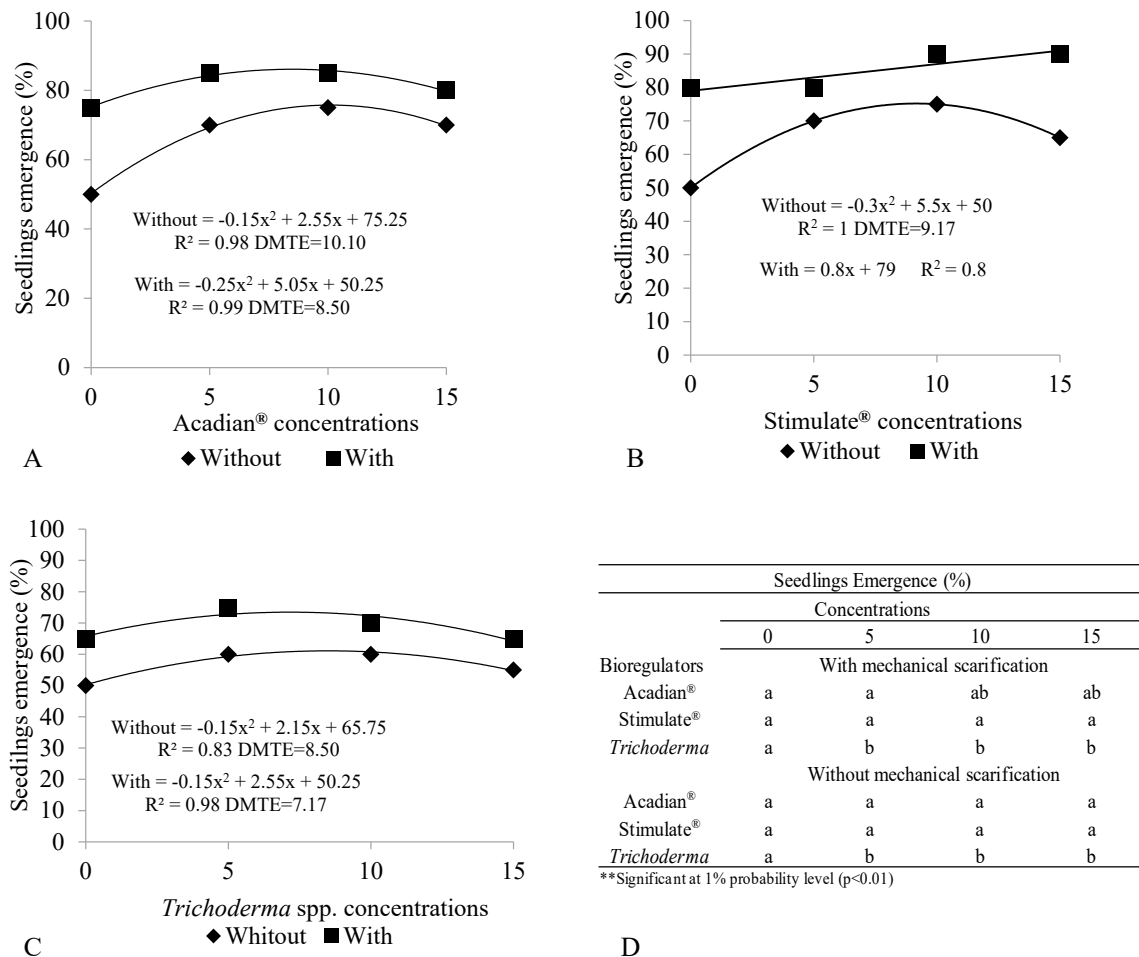 100
80
60
40
20
0
Seedlings emergence (%)
Without = -0.15x² + 2.55x + 75.25
R² = 0.98 DMTE=10.10
With = -0.25x² + 5.05x + 50.25
R² = 0.99 DMTE=8.50
0 5 10 15
Acadian® concentrations
A
Without With
100
90
80
70
60
50
40
30
20
10
0
Seedlings emergence (%)
Without = -0.3x² + 5.5x + 50
R² = 1 DMTE=9.17
With = 0.8x + 79 R² = 0.8
0 5 10 15
Stimulate® concentrations
B
Without With
100
90
80
70
60
50
40
30
20
10
0
Seedilngs emergence (%)
Without = -0.15x² + 2.15x + 65.75
R² = 0.83 DMTE=8.50
With = -0.15x² + 2.55x + 50.25
R² = 0.98 DMTE=7.17
0 5 10 15
Trichoderma spp. concentrations
C
Whitout With
Seedlings Emergence (%)
Concentrations
0 5 10 15
Bioregulators With mechanical scarification
Acadian® a a ab ab
Stimulate® a a a a
Trichoderma a b b b
Without mechanical scarification
Acadian® a a a a
Stimulate® a a a a
Trichoderma a b b b
**Significant at 1% probability level (p<0.01)
D